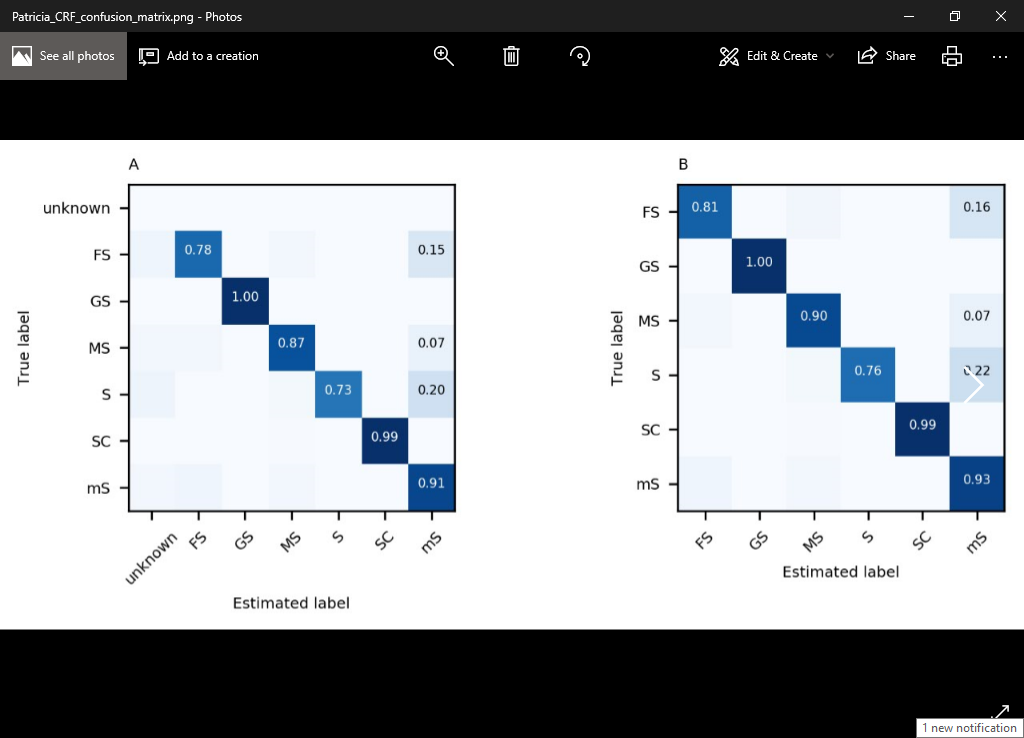 Patricia_CRF_confusion_matrix.png - Photos
See all photos
Add to a creation
Edit & Create
Share
A
unknown
FS 0.78 0.15
GS 1.00
MS 0.87 0.07
S 0.73 0.20
SC 0.99
mS 0.91
True label
unknown FS GS MS S SC mS
Estimated label
B
FS 0.81 0.16
GS 1.00
MS 0.90 0.07
S 0.76 0.22
SC 0.99
mS 0.93
True label
FS GS MS S SC mS
Estimated label
1 new notification